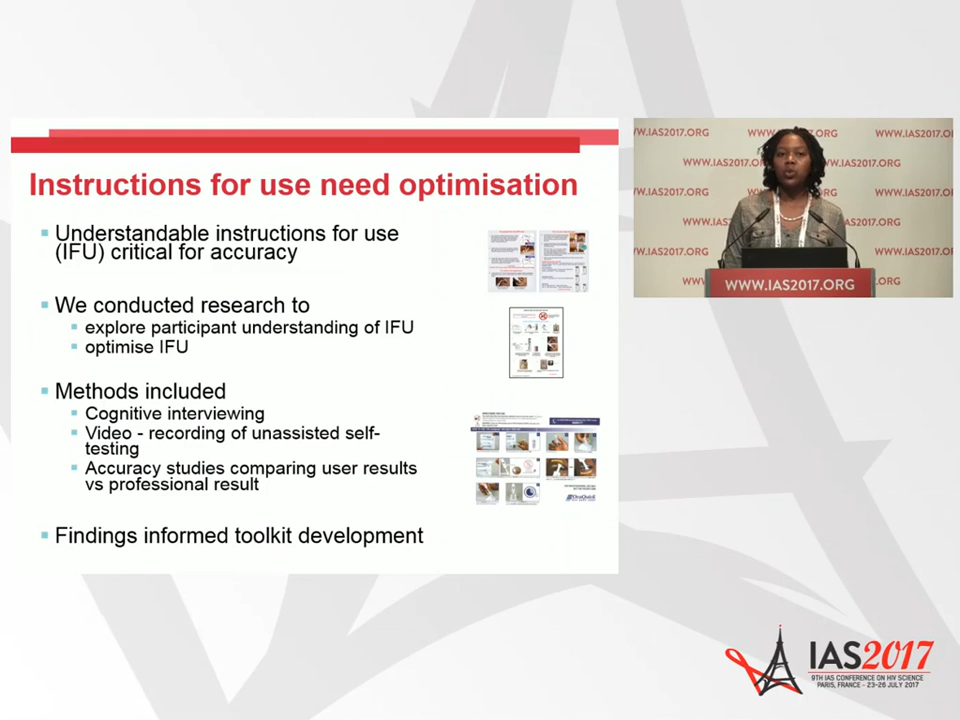 Instructions for use need optimisation
Understandable instructions for use
(IFU) critical for accuracy
We conducted research to
explore participant understanding of IFU
optimise IFU
Methods included
Cognitive interviewing
Video - recording of unassisted self-
testing
Accuracy studies comparing user results
vs professional result
Findings informed toolkit development
OraQuick
WWW.IAS2017.ORG
WWW.IAS2017.ORG
WWW.IAS2017.ORG
WWW.IAS2017.ORG
IAS2017
9TH IAS CONFERENCE ON HIV SCIENCE
PARIS, FRANCE - 23-26 JULY 2017